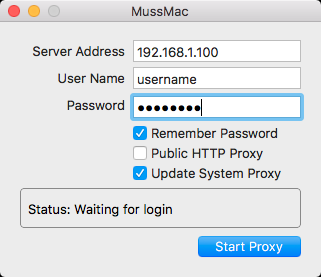 MussMac
Server Address 192.168.1.100
User Name username
Password ●●●●●●●●
Remember Password
Public HTTP Proxy
Update System Proxy
Status: Waiting for login
Start Proxy